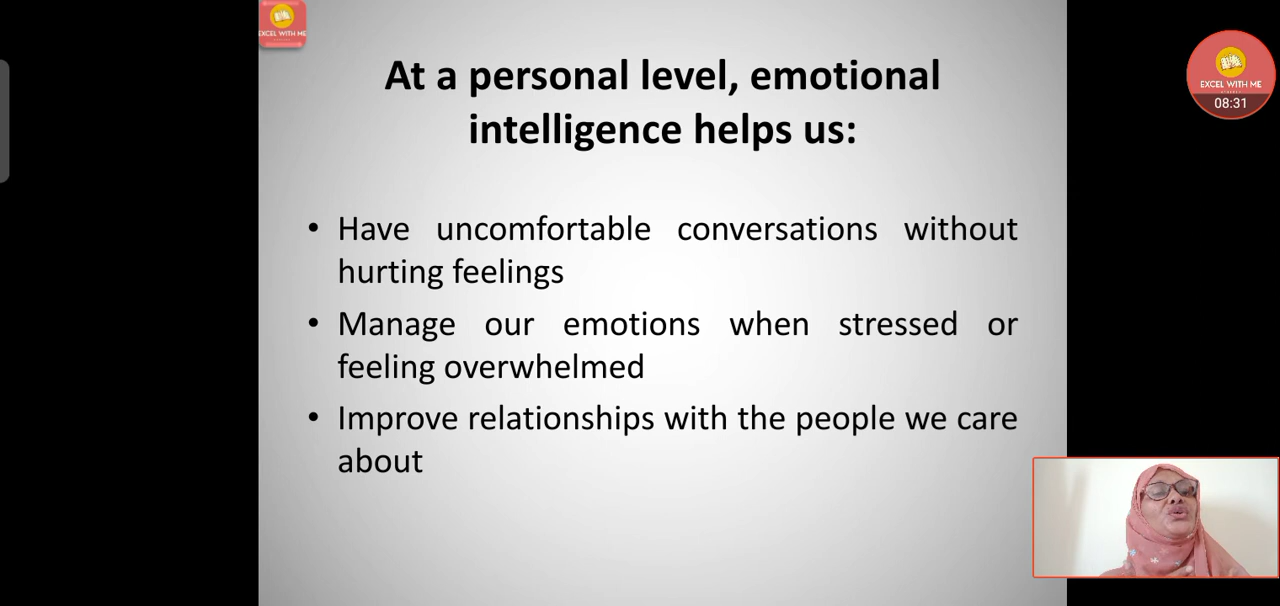 EXCEL WITH ME
At a personal level, emotional
intelligence helps us:
• Have uncomfortable conversations without
hurting feelings
• Manage our emotions when stressed or
feeling overwhelmed
• Improve relationships with the people we care
about
EXCEL WITH ME
08:31